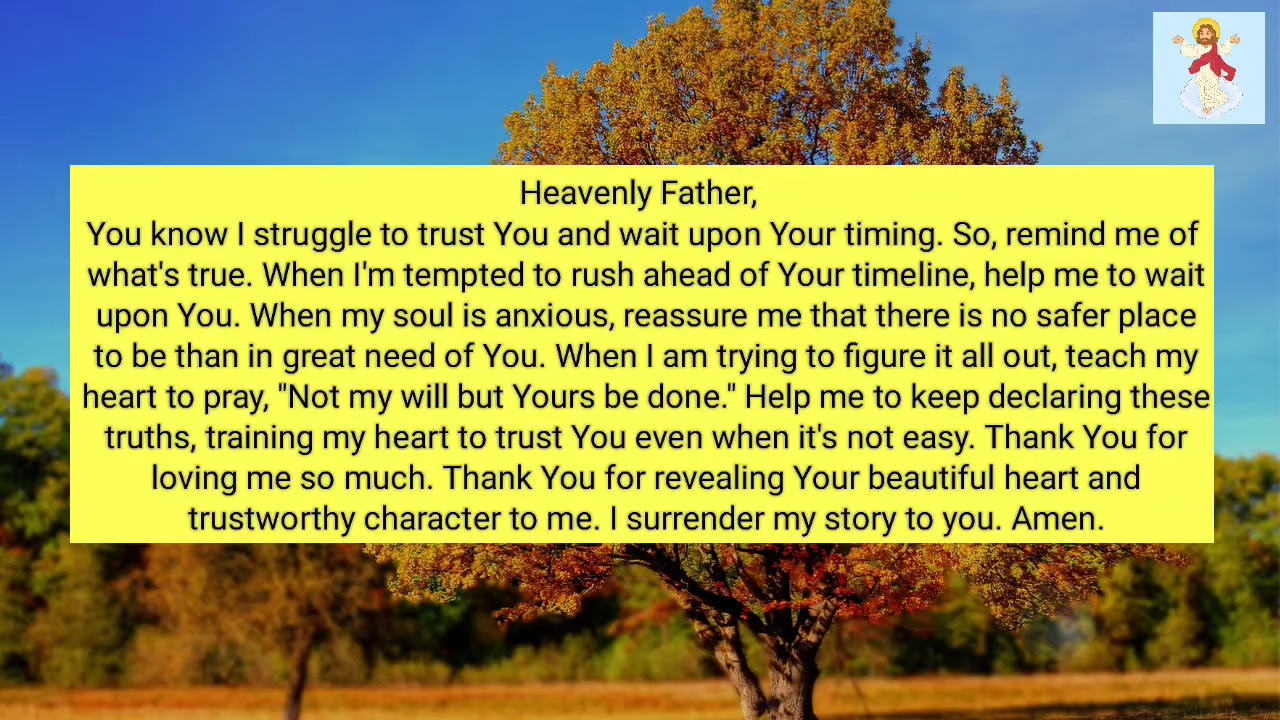 Heavenly Father,
You know I struggle to trust You and wait upon Your timing. So, remind me of
what's true. When I'm tempted to rush ahead of Your timeline, help me to wait
upon You. When my soul is anxious, reassure me that there is no safer place
to be than in great need of You. When I am trying to figure it all out, teach my
heart to pray, "Not my will but Yours be done." Help me to keep declaring these
truths, training my heart to trust You even when it's not easy. Thank You for
loving me so much. Thank You for revealing Your beautiful heart and
trustworthy character to me. I surrender my story to you. Amen.